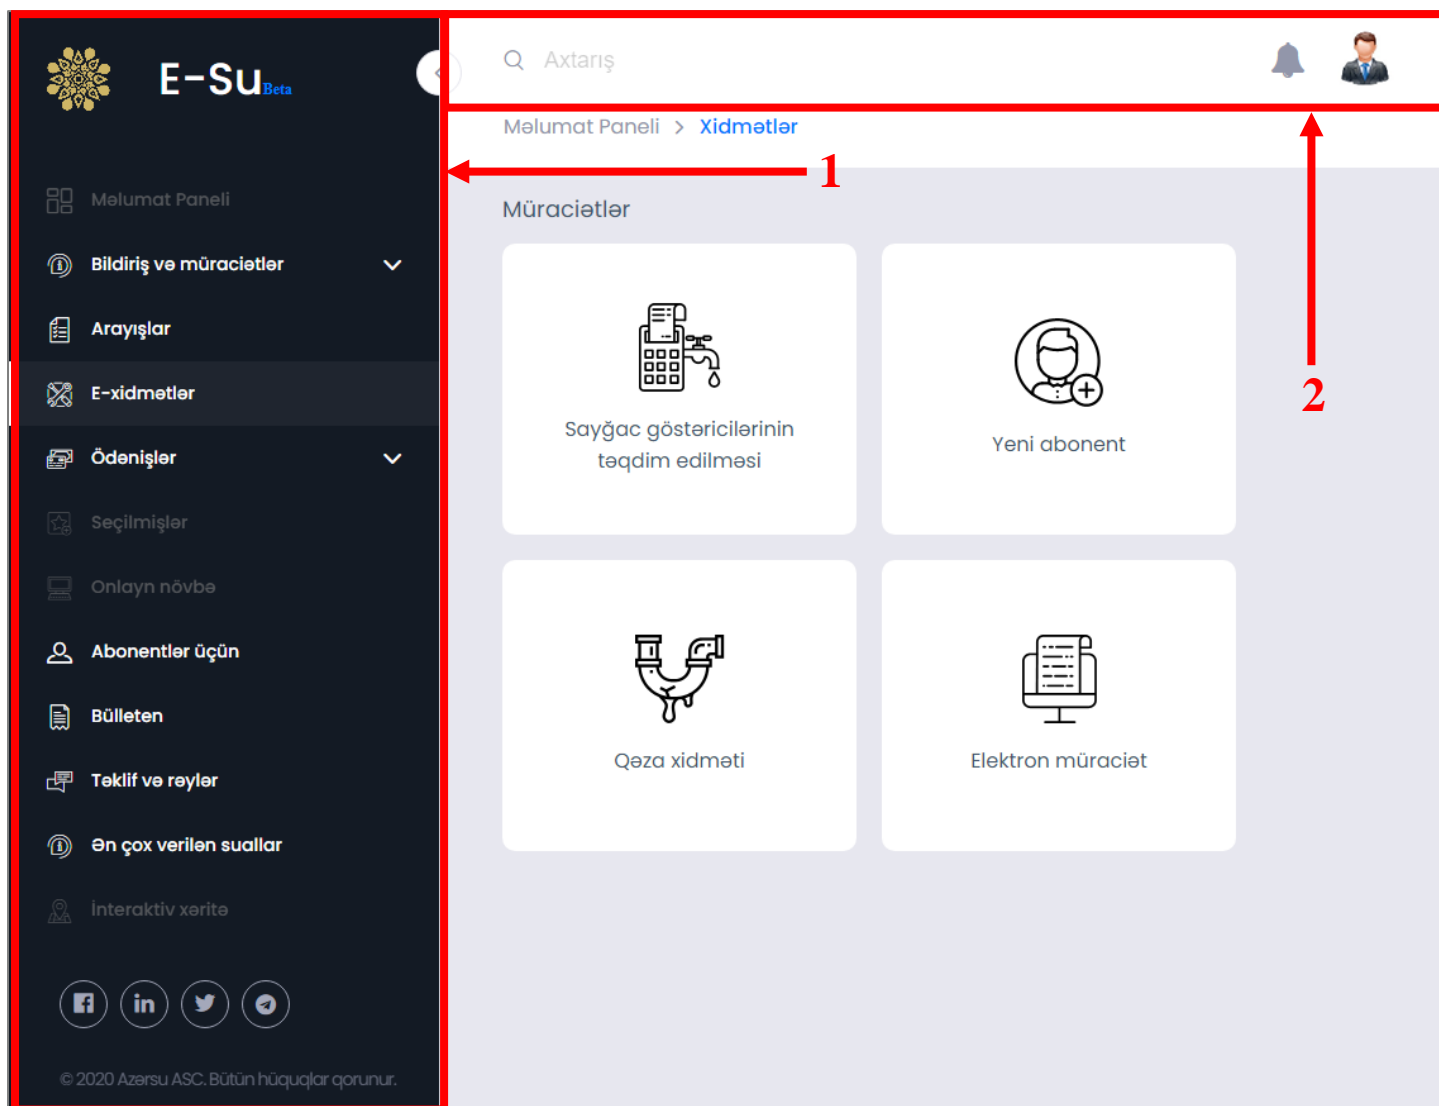 E-Su Beta
Məlumat Paneli
Bildiriş və müraciətlər
Arayışlar
E-xidmətlər
Ödənişlər
Seçilmişlər
Onlayn növbə
Abonentlər üçün
Bülleten
Təklif və rəylər
Ən çox verilən suallar
İnteraktiv xəritə
© 2020 Azərsu ASC. Bütün hüquqlar qorunur.
Axtarış
Məlumat Paneli > Xidmətlər
1
2
Müraciətlər
Sayğac göstəricilərinin
təqdim edilməsi
Yeni abonent
Qəza xidməti
Elektron müraciət